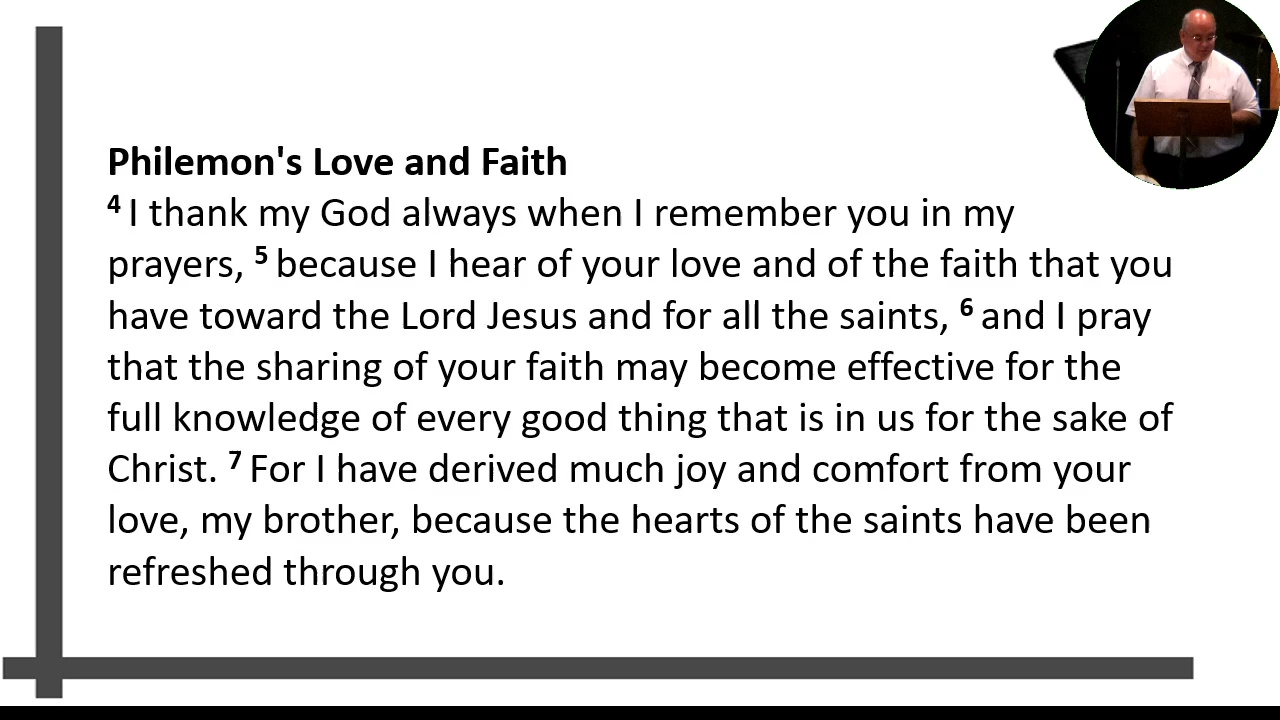 Philemon's Love and Faith
4 I thank my God always when I remember you in my
prayers, 5 because I hear of your love and of the faith that you
have toward the Lord Jesus and for all the saints, 6 and I pray
that the sharing of your faith may become effective for the
full knowledge of every good thing that is in us for the sake of
Christ. 7 For I have derived much joy and comfort from your
love, my brother, because the hearts of the saints have been
refreshed through you.